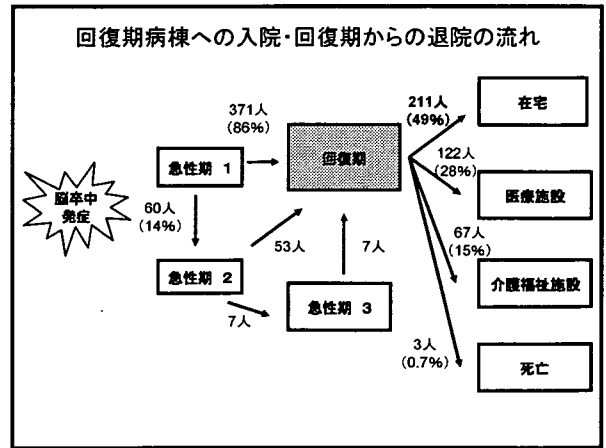 回復期病棟への入院・回復期からの退院の流れ
371人
(86%)
211人
(49%)
在宅
急性期 1
回復期
122人
(28%)
脳卒中
発症
60人
(14%)
医療施設
67人
(15%)
53人
7人
急性期 2
急性期 3
介護福祉施設
7人
3人
(0.7%)
死亡